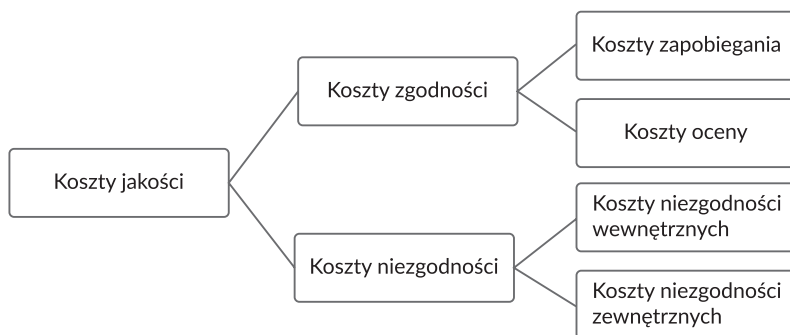 Koszty zapobiegania
Koszty zgodności
Koszty oceny
Koszty jakości
Koszty niezgodności
wewnętrznych
Koszty niezgodności
Koszty niezgodności
zewnętrznych